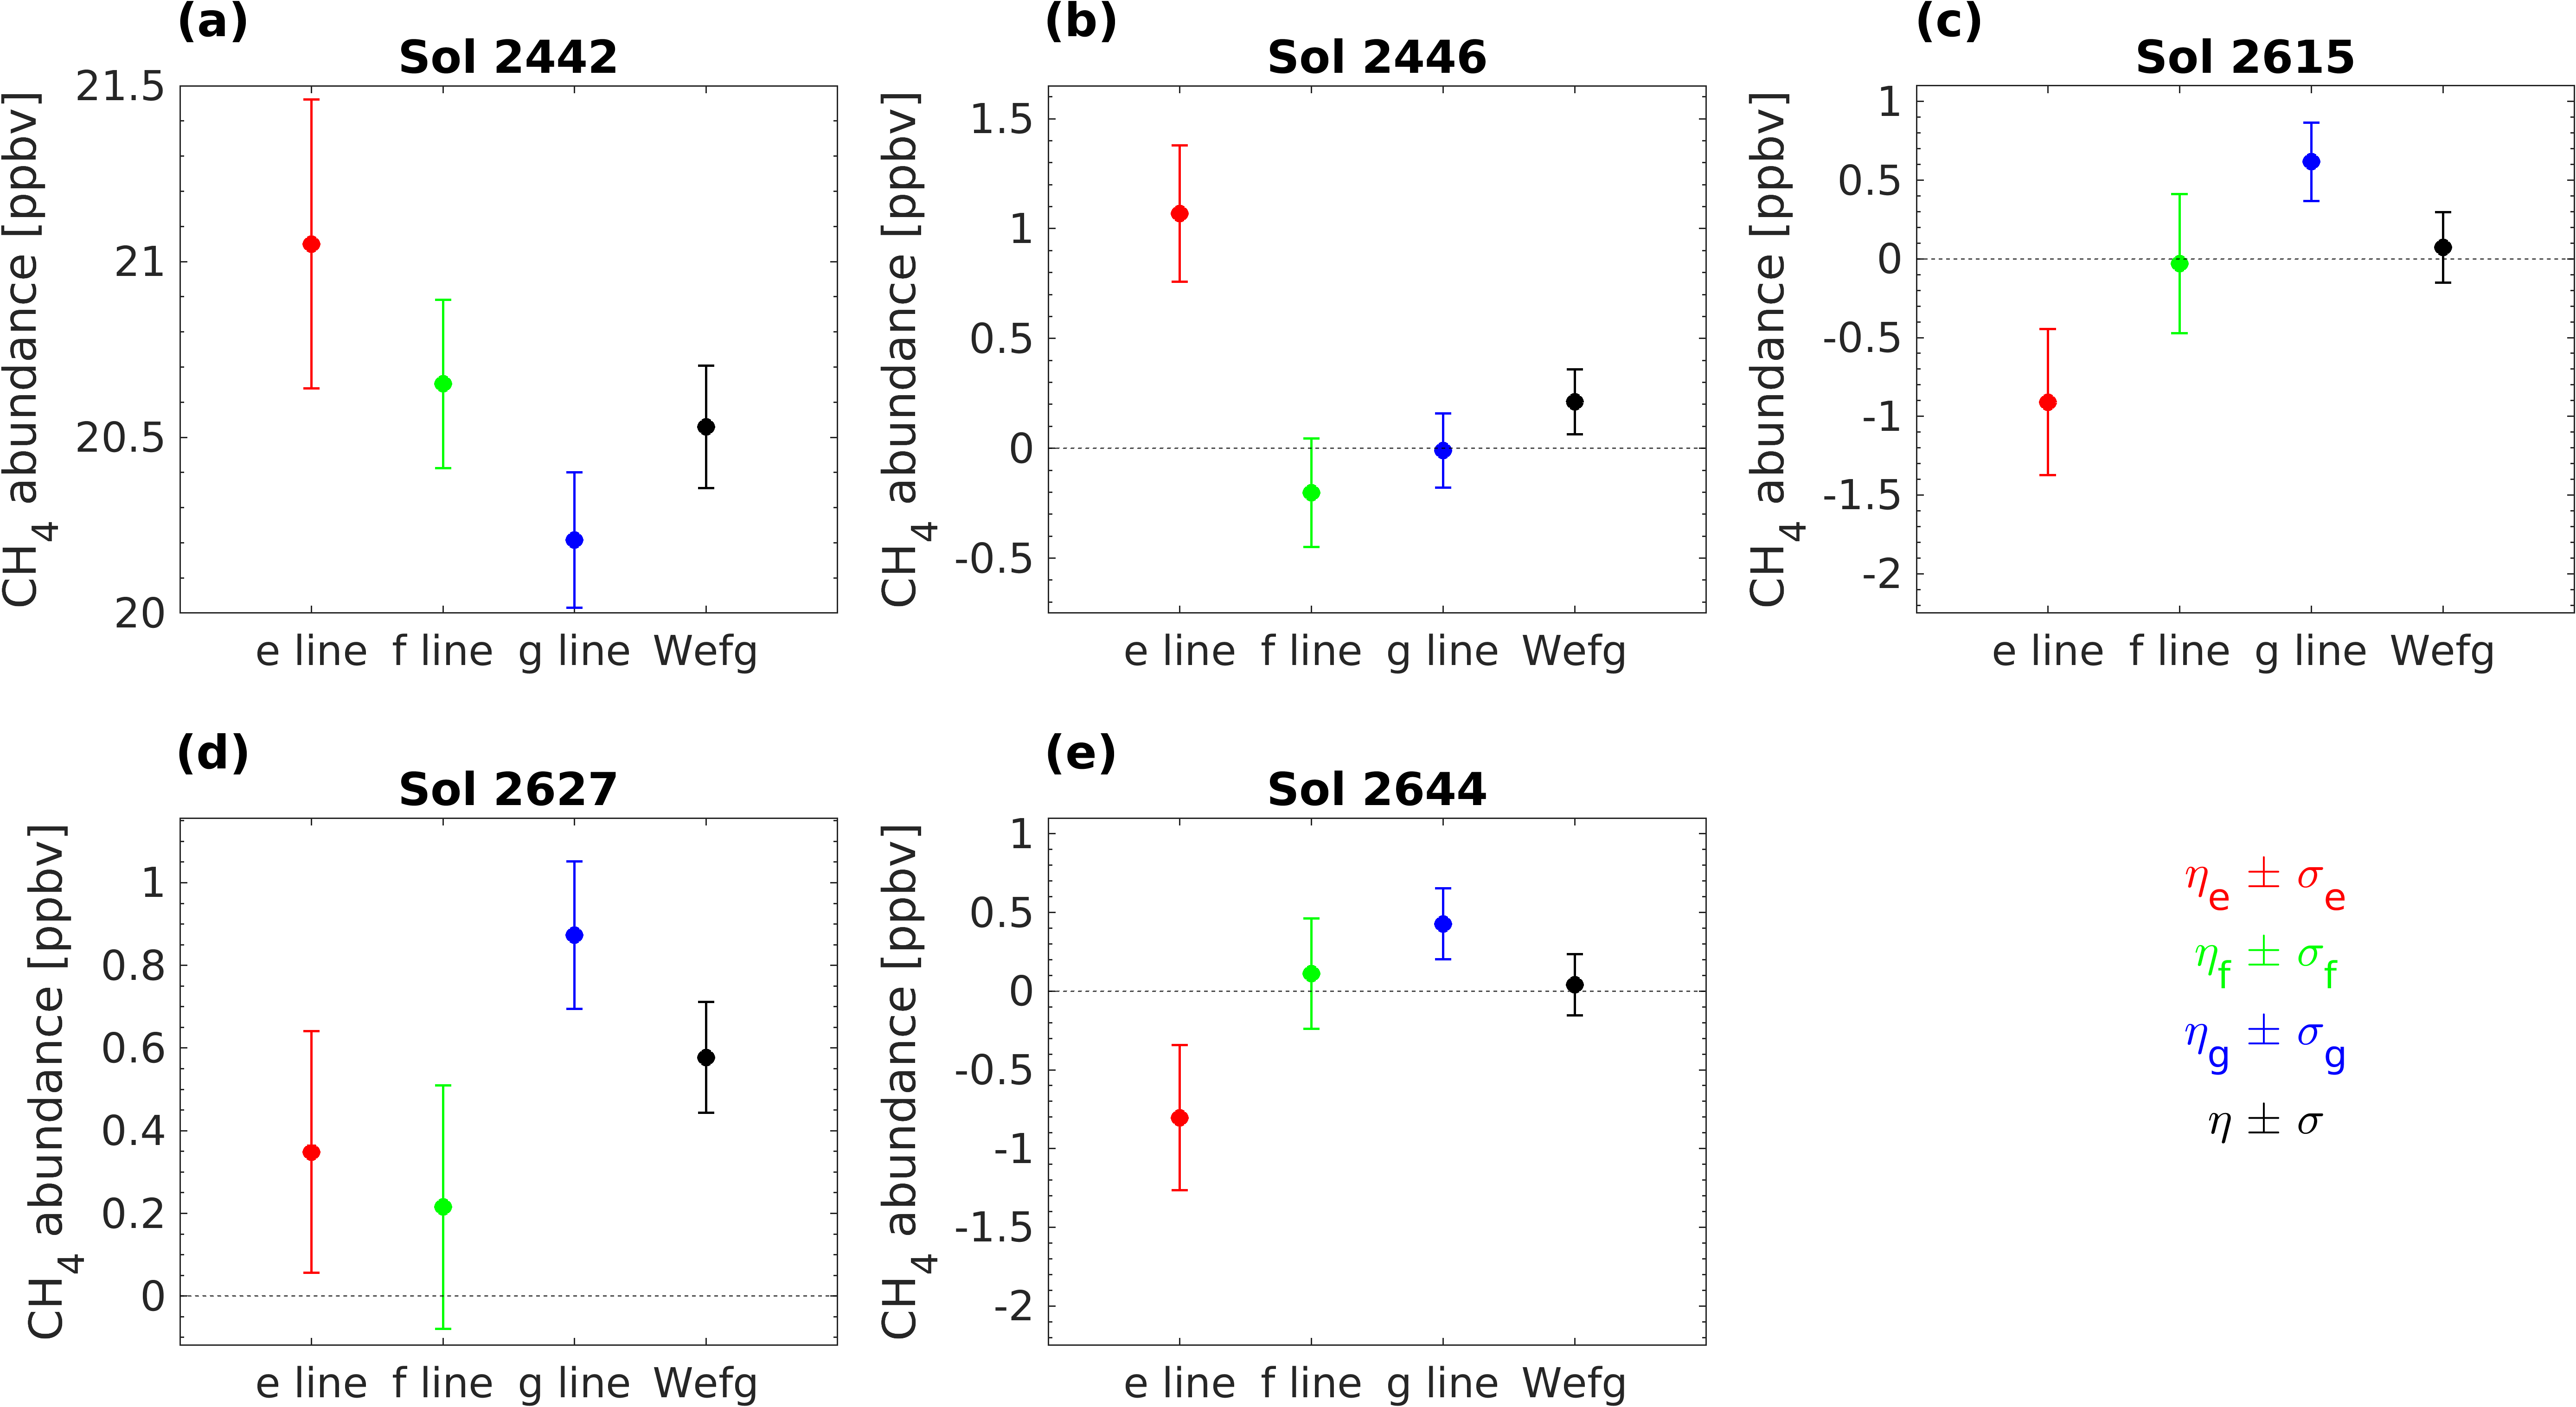 (a)
Sol 2442
CH4 abundance [ppbv]
21.5
21
20.5
20
e line f line g line Wefg
(b)
Sol 2446
CH4 abundance [ppbv]
1.5
1
0.5
0
-0.5
e line f line g line Wefg
(c)
Sol 2615
CH4 abundance [ppbv]
1
0.5
0
-0.5
-1
-1.5
-2
e line f line g line Wefg
(d)
Sol 2627
CH4 abundance [ppbv]
1
0.8
0.6
0.4
0.2
0
e line f line g line Wefg
(e)
Sol 2644
CH4 abundance [ppbv]
1
0.5
0
-0.5
-1
-1.5
-2
e line f line g line Wefg
ηe ± σe
ηf ± σf
ηg ± σg
η ± σ